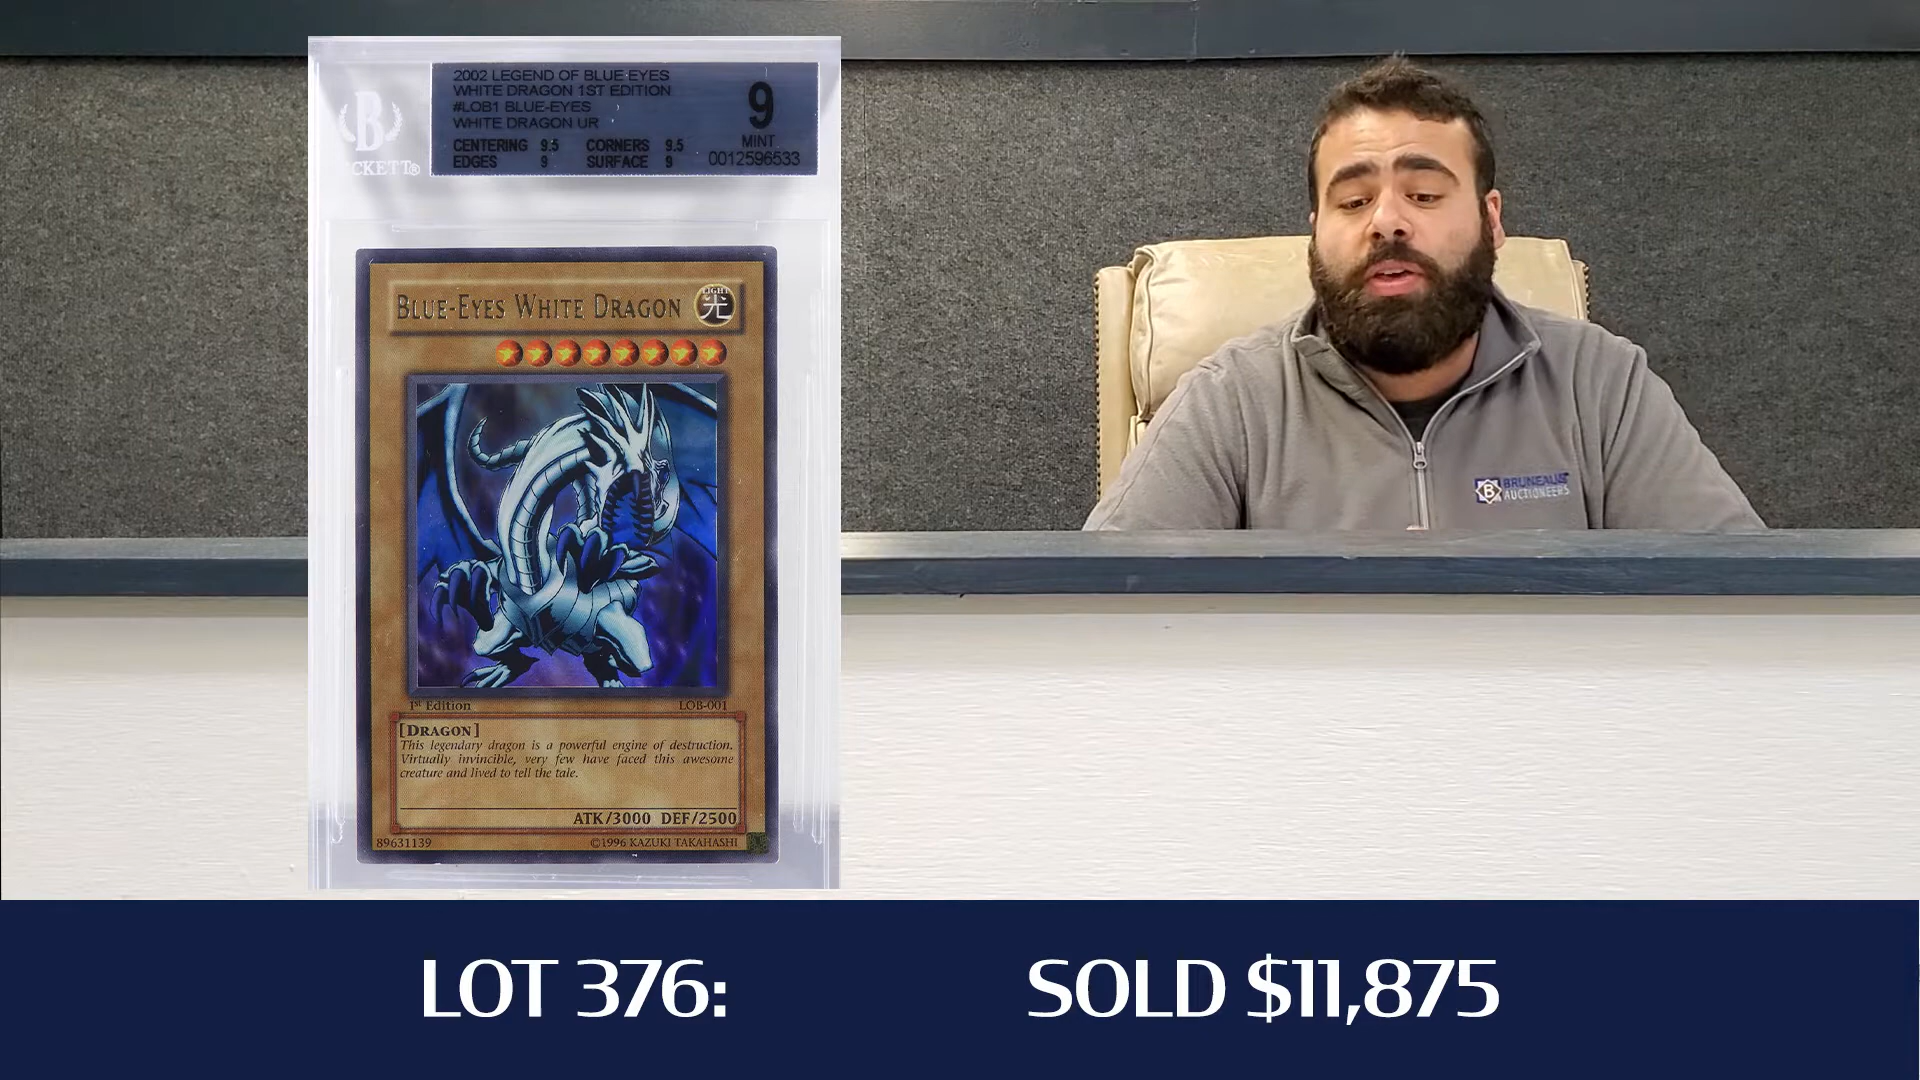 2002 LEGEND OF BLUE EYES
WHITE DRAGON 1ST EDITION
#LOB1 BLUE-EYES
WHITE DRAGON UR
CENTERING 9.5 CORNERS 9.5
EDGES 9 SURFACE 9
9
MINT
0012596533
B
CKETT®
BLUE-EYES WHITE DRAGON
LIGHT
光
1st Edition LOB-001
[DRAGON]
This legendary dragon is a powerful engine of destruction.
Virtually invincible, very few have faced this awesome
creature and lived to tell the tale.
ATK/3000 DEF/2500
89631139 ©1996 KAZUKI TAKAHASHI
B BRUNEAU
AUCTIONEERS
LOT 376: SOLD $11,875